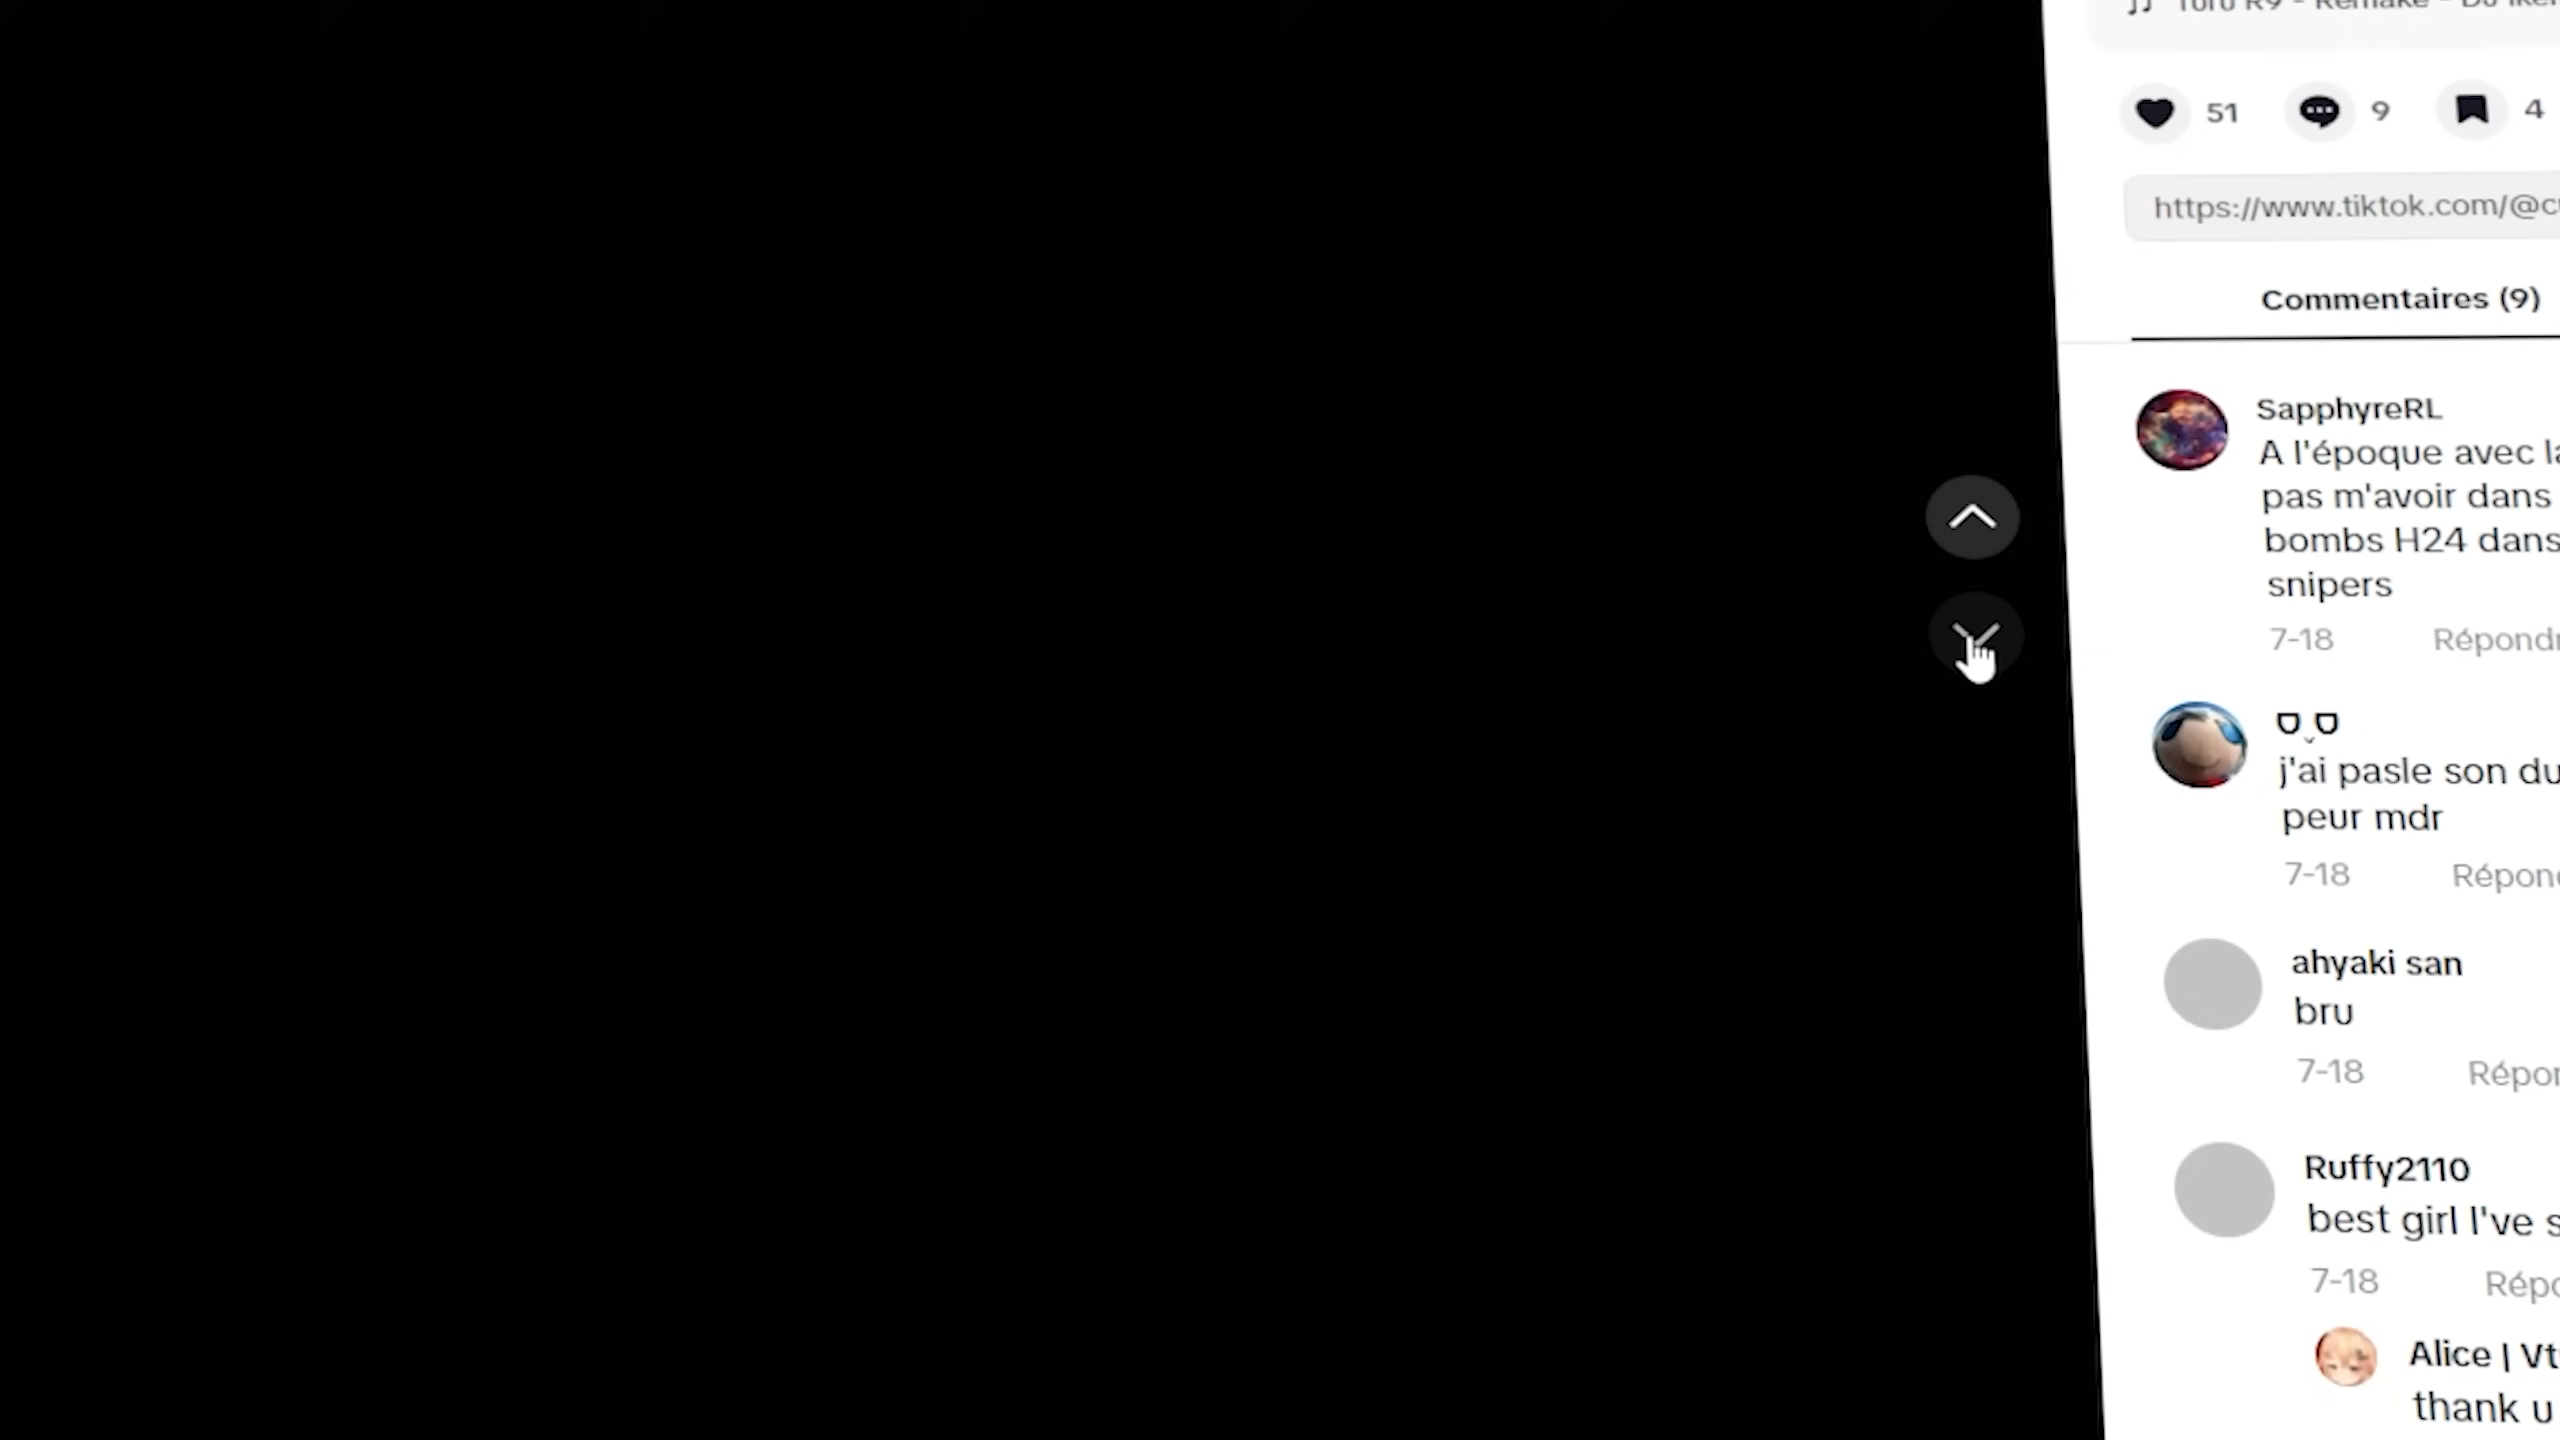 Remake -
51
9
4
https://www.tiktok.com/@c
Commentaires (9)
SapphyreRL
A l'époque avec
pas m'avoir dans
bombs H24 dans
snipers
7-18
ᗜ ̮ᗜ
j'ai pasle son du
peur mdr
7-18
ahyaki san
bru
7-18
Ruffy2110
best girl I've
7-18
Alice |
thank u